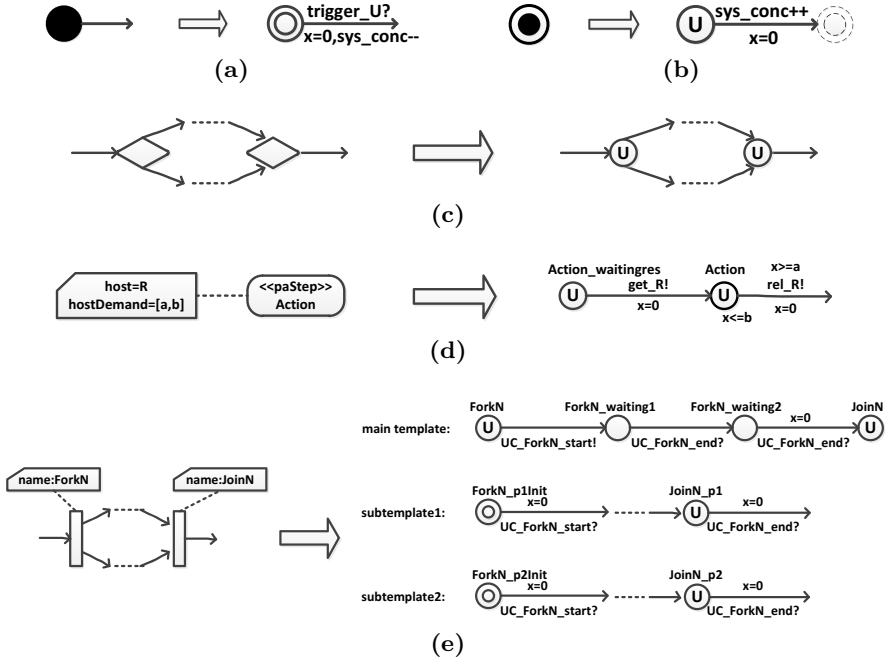 trigger_U?
x=0,sys_conc--
(a)
U
sys_conc++
x=0
(b)
U
U
(c)
host=R
hostDemand=[a,b]
<<paStep>>
Action
Action_waitingres
U
get_R!
x=0
Action
U
x<=b
x>=a
rel_R!
x=0
(d)
name:ForkN
name:JoinN
main template:
ForkN
U
UC_ForkN_start!
ForkN_waiting1
UC_ForkN_end?
ForkN_waiting2
x=0
UC_ForkN_end?
JoinN
U
subtemplate1:
ForkN_p1Init
x=0
UC_ForkN_start?
JoinN_p1
U
x=0
UC_ForkN_end?
subtemplate2:
ForkN_p2Init
x=0
UC_ForkN_start?
JoinN_p2
U
x=0
UC_ForkN_end?
(e)